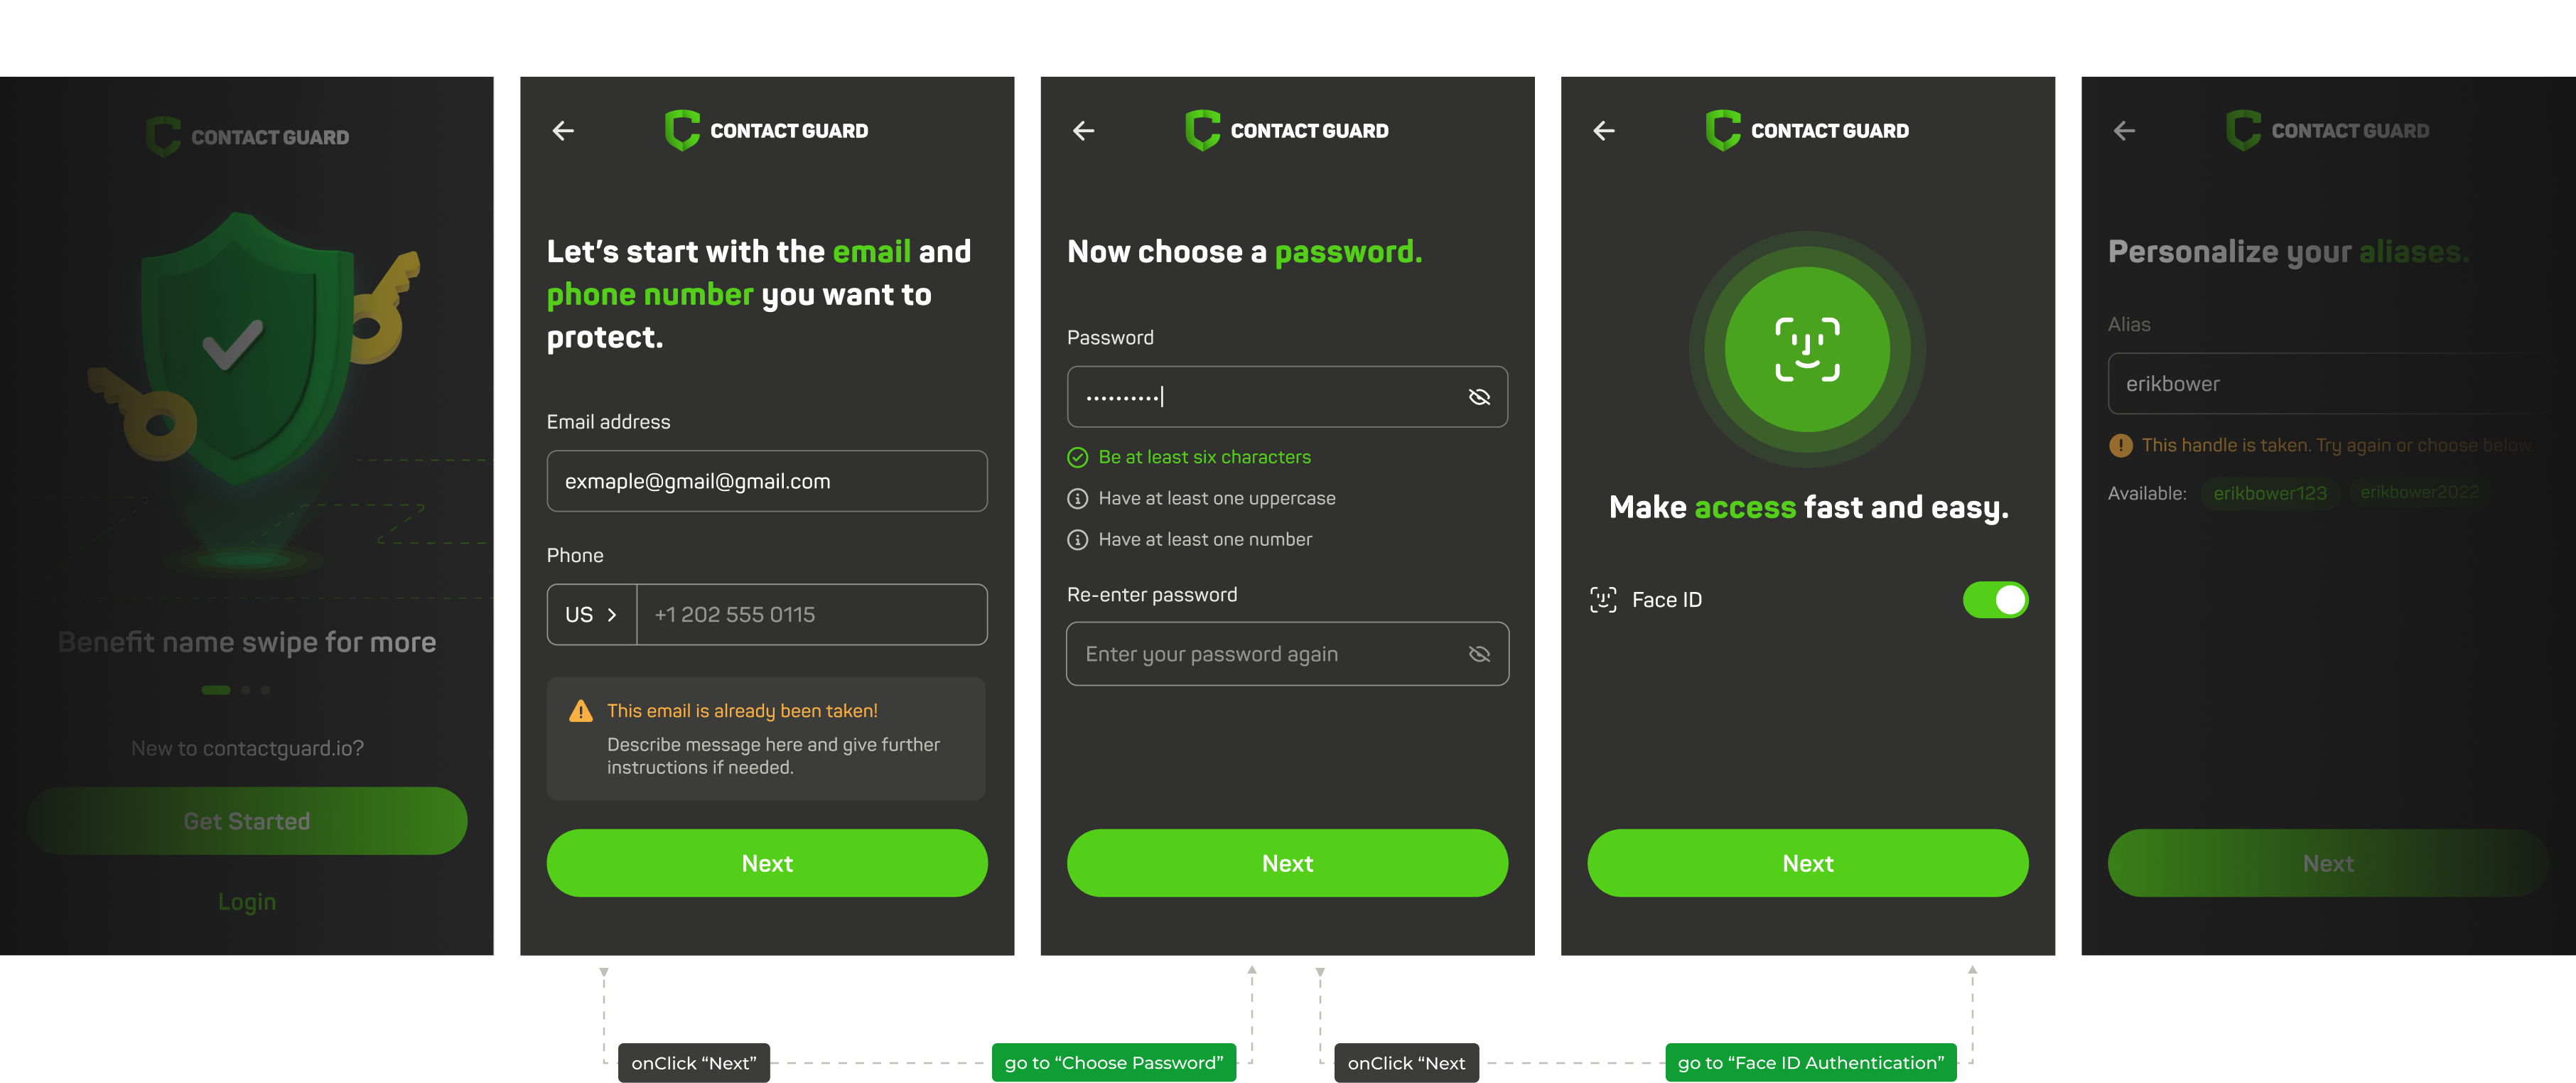 CONTACT GUARD
Benefit name swipe for more
New to contactguard.io?
Get Started
Login
CONTACT GUARD
Let's start with the email and
phone number you want to
protect.
Email address
exmaple@gmail@gmail.com
Phone
US
+1 202 555 0115
This email is already been taken!
Describe message here and give further
instructions if needed.
Next
CONTACT GUARD
Now choose a password.
Password
••••••••••
Be at least six characters
Have at least one uppercase
Have at least one number
Re-enter password
Enter your password again
Next
CONTACT GUARD
Make access fast and easy.
Face ID
Next
CONTACT GUARD
Personalize your aliases.
Alias
erikbower
This handle is taken. Try again or choose below.
Available: erikbower123 erikbower2022
Next
onClick “Next”
go to “Choose Password”
onClick “Next
go to “Face ID Authentication”